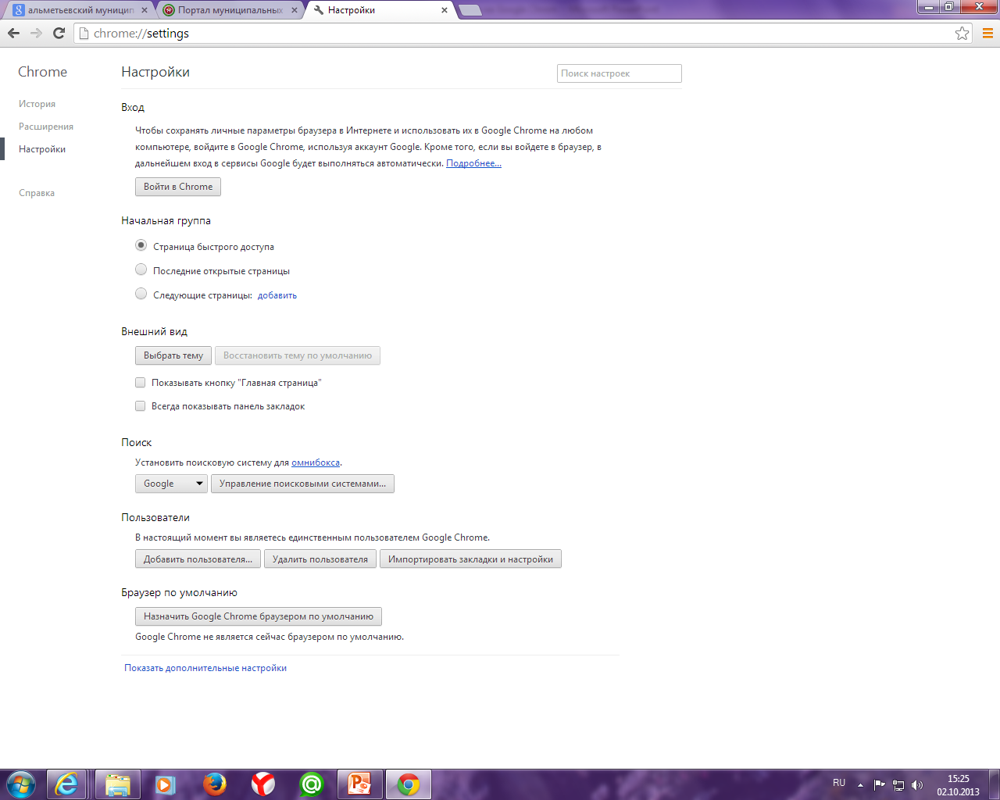 альметьевский муницип
Портал муниципальных
Настройки
chrome://settings
Chrome
История
Расширения
Настройки
Справка
Настройки
Поиск настроек
Вход
Чтобы сохранять личные параметры браузера в Интернете и использовать их в Google Chrome на любом
компьютере, войдите в Google Chrome, используя аккаунт Google. Кроме того, если вы войдете в браузер, в
дальнейшем вход в сервисы Google будет выполняться автоматически. Подробнее...
Войти в Chrome
Начальная группа
Страница быстрого доступа
Последние открытые страницы
Следующие страницы: добавить
Внешний вид
Выбрать тему
Восстановить тему по умолчанию
Показывать кнопку "Главная страница"
Всегда показывать панель закладок
Поиск
Установить поисковую систему для омнибокса.
Google
Управление поисковыми системами...
Пользователи
В настоящий момент вы являетесь единственным пользователем Google Chrome.
Добавить пользователя...
Удалить пользователя
Импортировать закладки и настройки
Браузер по умолчанию
Назначить Google Chrome браузером по умолчанию
Google Chrome не является сейчас браузером по умолчанию.
Показать дополнительные настройки
RU
15:25
02.10.2013